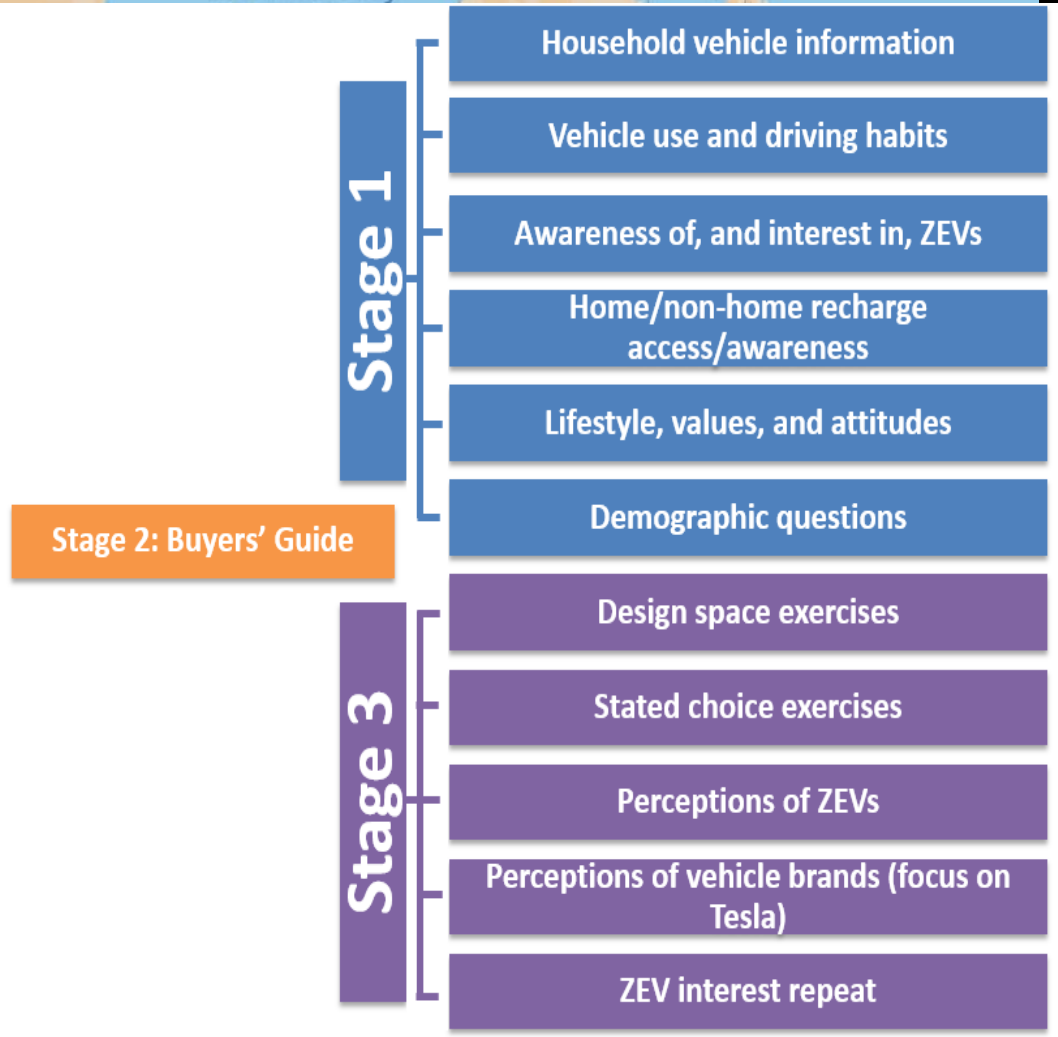 Stage 1
Household vehicle information
Vehicle use and driving habits
Awareness of, and interest in, ZEVs
Home/non-home recharge
access/awareness
Lifestyle, values, and attitudes
Demographic questions
Stage 2: Buyers’ Guide
Stage 3
Design space exercises
Stated choice exercises
Perceptions of ZEVs
Perceptions of vehicle brands (focus on
Tesla)
ZEV interest repeat